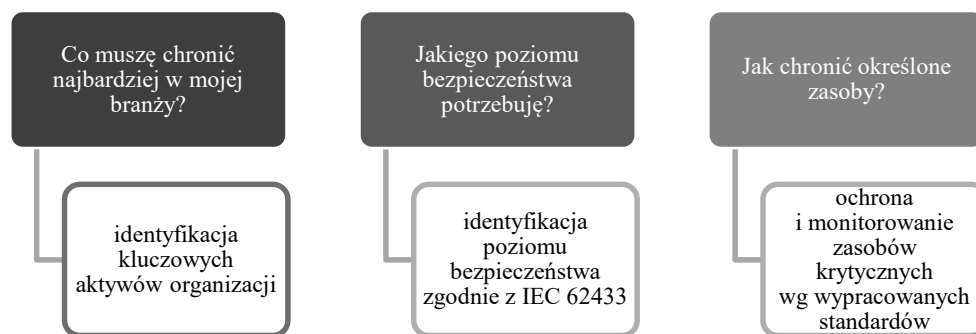 Co muszę chronić
najbardziej w mojej
branży?
identyfikacja
kluczowych
aktywów organizacji
Jakiego poziomu
bezpieczeństwa
potrzebuję?
identyfikacja
poziomu
bezpieczeństwa
zgodnie z IEC 62433
Jak chronić określone
zasoby?
ochrona
i monitorowanie
zasobów
krytycznych
wg wypracowanych
standardów